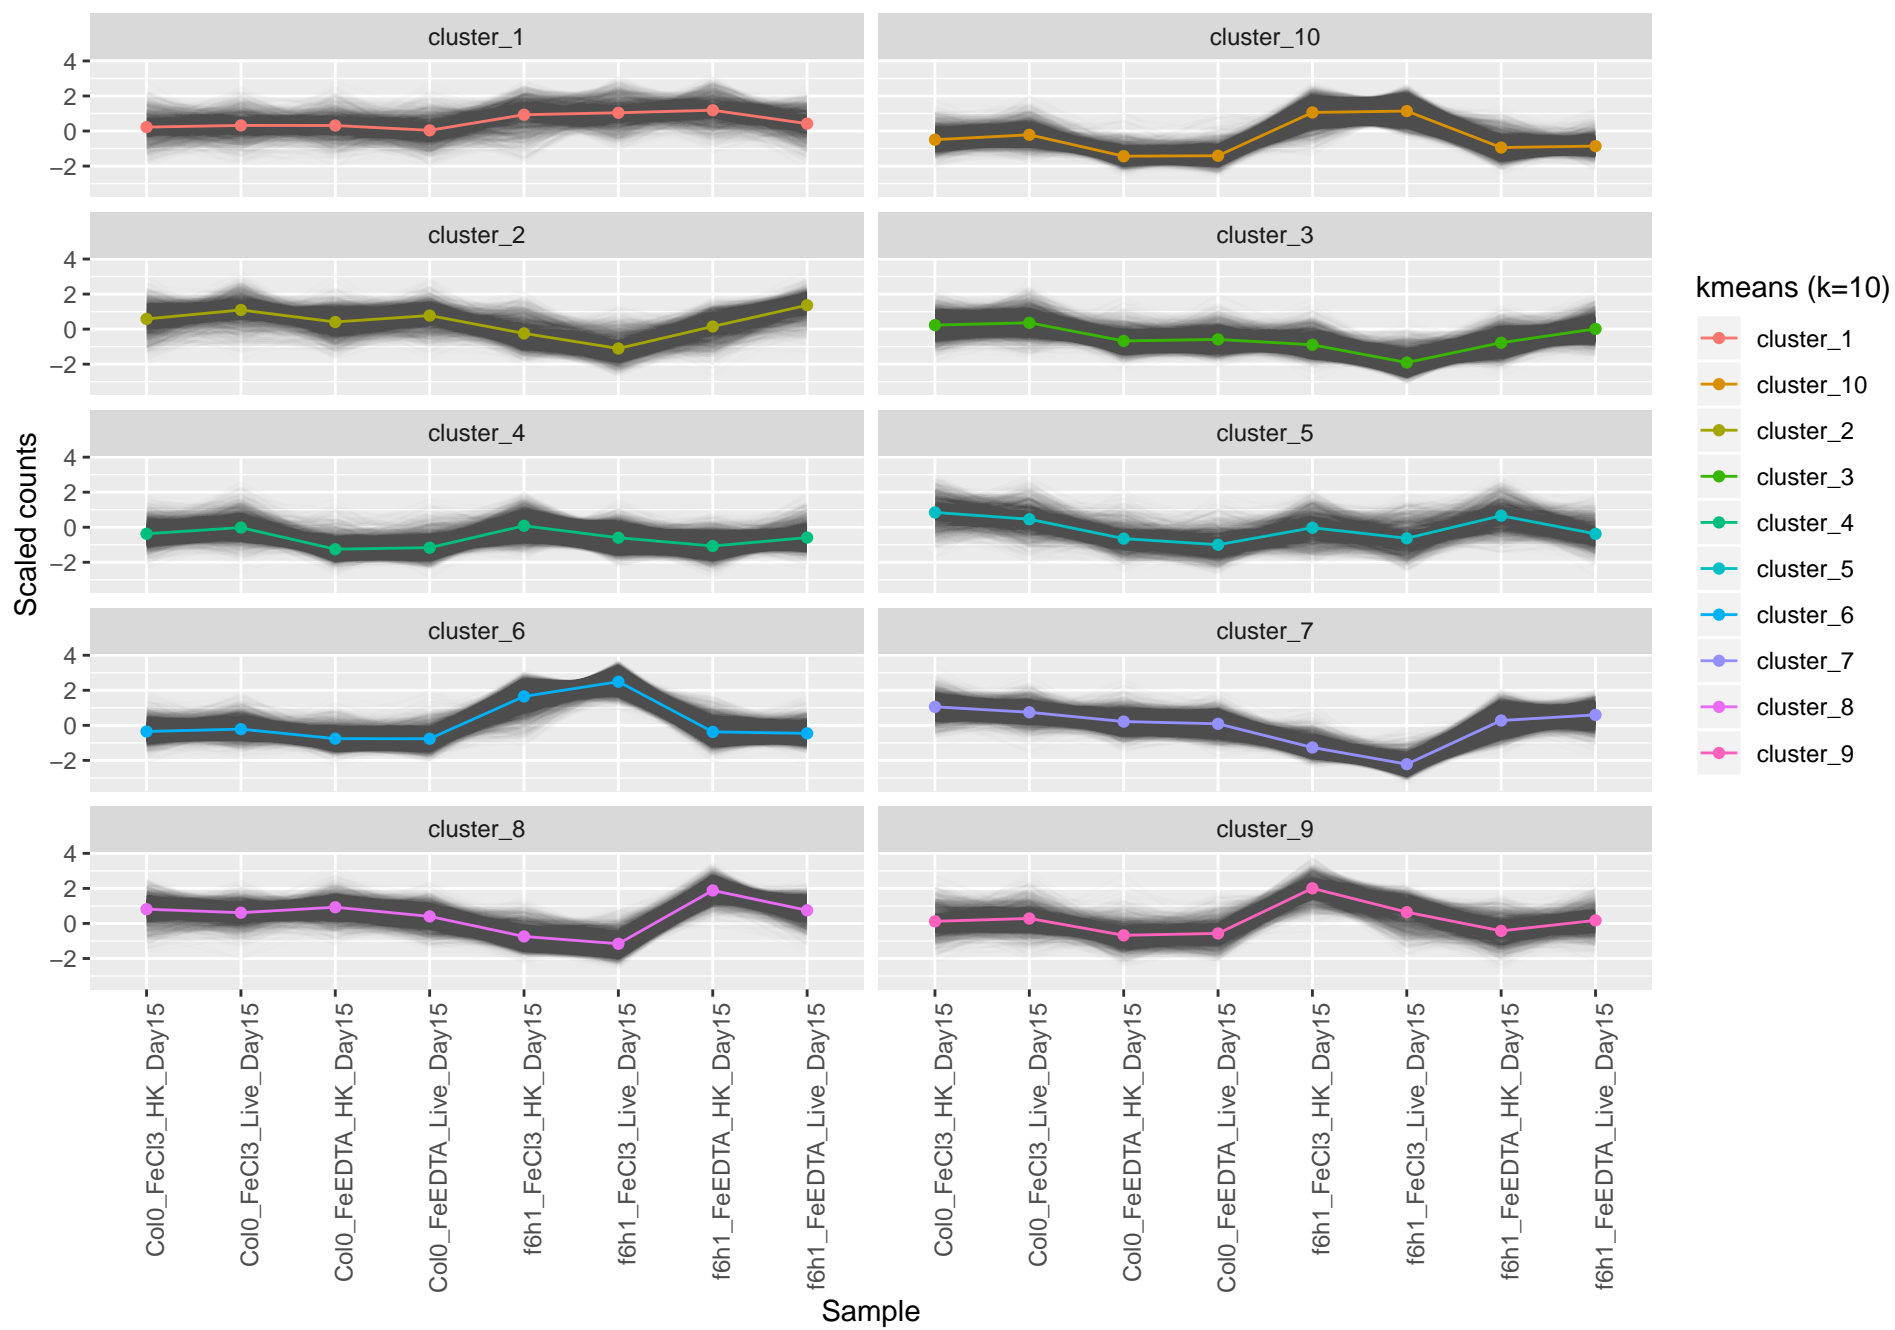 cluster_1
cluster_10
4
2
0
−2
cluster_2
cluster_3
4
2
0
−2
cluster_4
cluster_5
4
2
0
−2
cluster_6
cluster_7
4
2
0
−2
cluster_8
cluster_9
4
2
0
−2
Scaled counts
Col0_FeCl3_HK_Day15
Col0_FeCl3_Live_Day15
Col0_FeEDTA_HK_Day15
Col0_FeEDTA_Live_Day15
f6h1_FeCl3_HK_Day15
f6h1_FeCl3_Live_Day15
f6h1_FeEDTA_HK_Day15
f6h1_FeEDTA_Live_Day15
Col0_FeCl3_HK_Day15
Col0_FeCl3_Live_Day15
Col0_FeEDTA_HK_Day15
Col0_FeEDTA_Live_Day15
f6h1_FeCl3_HK_Day15
f6h1_FeCl3_Live_Day15
f6h1_FeEDTA_HK_Day15
f6h1_FeEDTA_Live_Day15
Sample
kmeans (k=10)
cluster_1
cluster_10
cluster_2
cluster_3
cluster_4
cluster_5
cluster_6
cluster_7
cluster_8
cluster_9